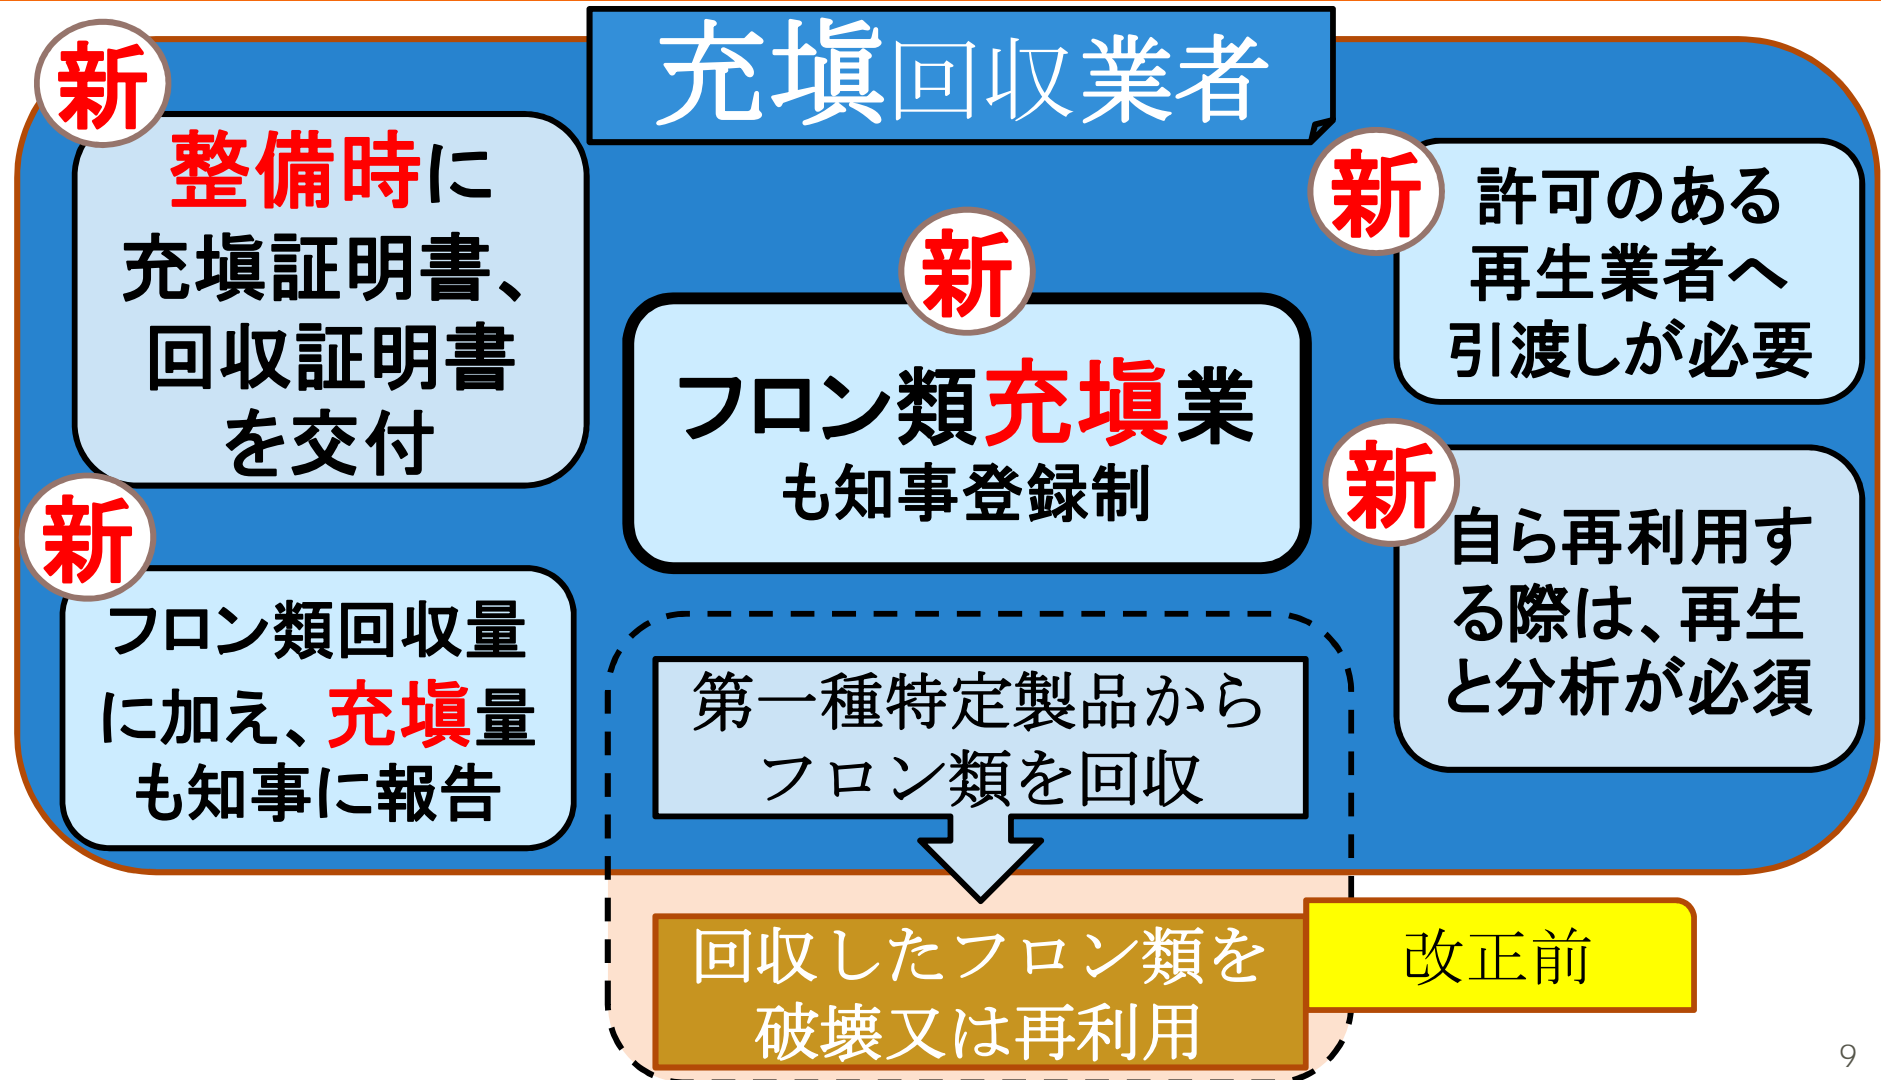 充塡回収業者
新
整備時に
充塡証明書、
回収証明書
を交付
新
フロン類回収量
に加え、充塡量
も知事に報告
新
フロン類充塡業
も知事登録制
新
許可のある
再生業者へ
引渡しが必要
新
自ら再利用す
る際は、再生
と分析が必須
第一種特定製品から
フロン類を回収
回収したフロン類を
破壊又は再利用
改正前
9